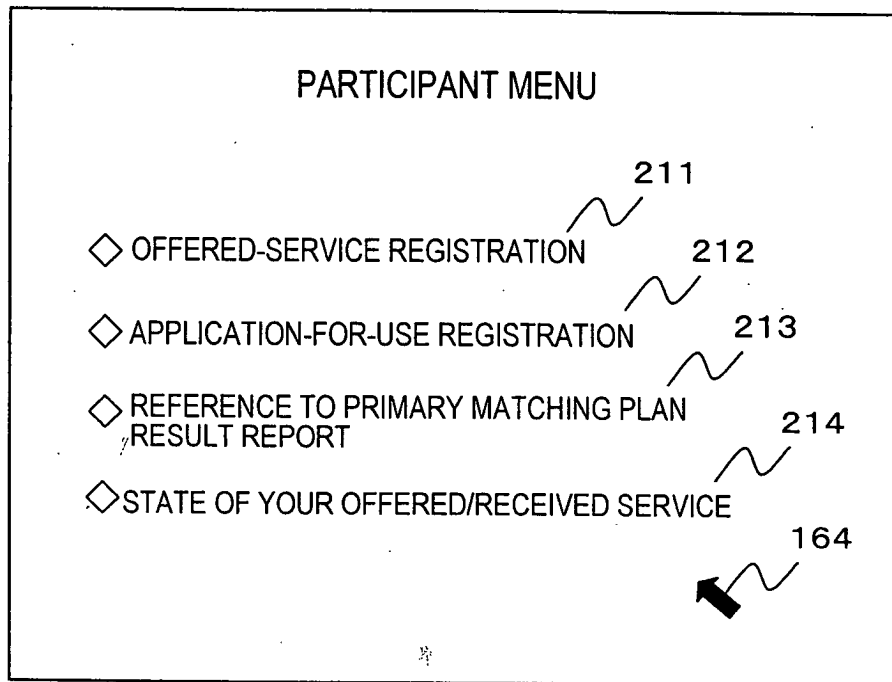 PARTICIPANT MENU
211
◇ OFFERED-SERVICE REGISTRATION
212
◇ APPLICATION-FOR-USE REGISTRATION
213
◇ REFERENCE TO PRIMARY MATCHING PLAN
RESULT REPORT
214
◇ STATE OF YOUR OFFERED/RECEIVED SERVICE
164